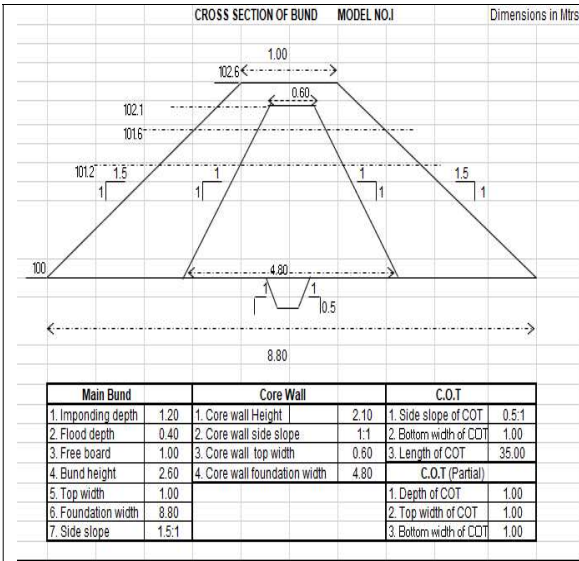 CROSS SECTION OF BUND MODEL NO.I Dimensions in Mtrs
1.00
102.6
0.60
102.1
101.6
101.2 1.5 1 1 1.5
1 1 1 1
100
4.80
1 1
0.5
8.80
Main Bund Core Wall C.O.T
1. Imponding depth 1.20 1. Core wall Height 2.10 1. Side slope of COT 0.5:1
2. Flood depth 0.40 2. Core wall side slope 1:1 2. Bottom width of COT 1.00
3. Free board 1.00 3. Core wall top width 0.60 3. Length of COT 35.00
4. Bund height 2.60 4. Core wall foundation width 4.80 C.O.T (Partial)
5. Top width 1.00 1. Depth of COT 1.00
6. Foundation width 8.80 2. Top width of COT 1.00
7. Side slope 1.5:1 3. Bottom width of COT 1.00